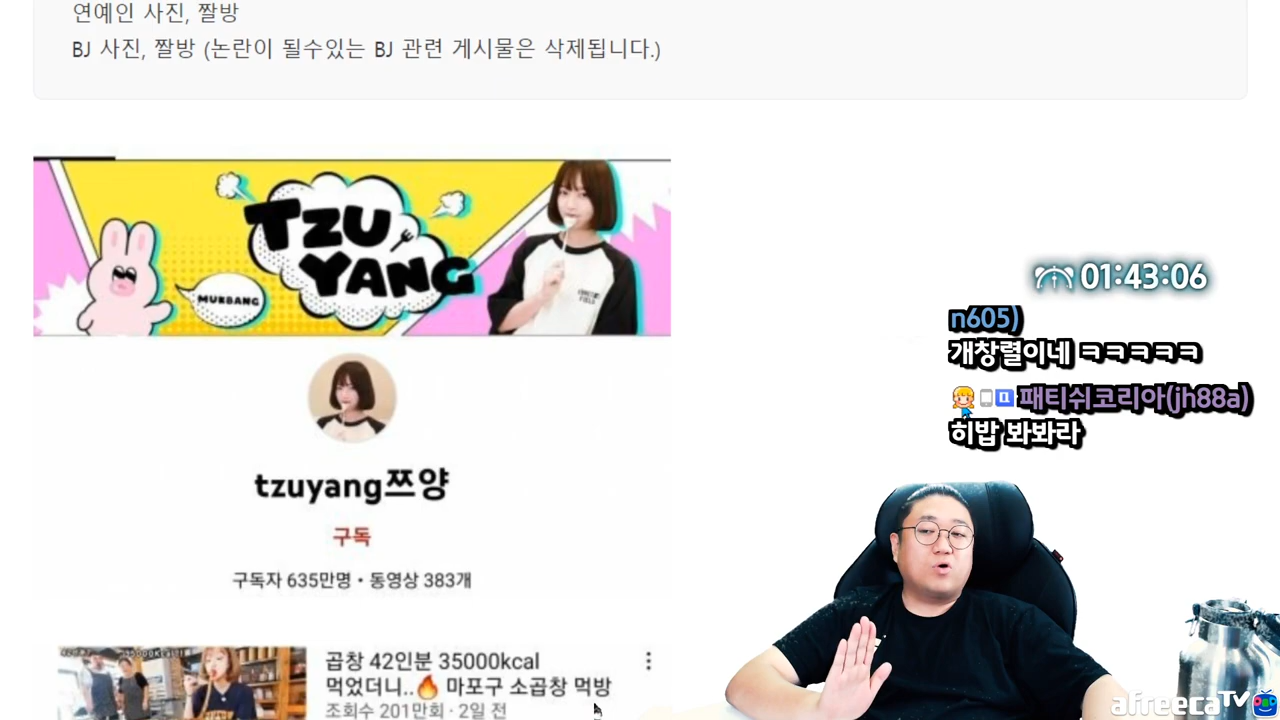 연예인 사진, 짤방
BJ 사진, 짤방 (논란이 될수있는 BJ 관련 게시물은 삭제됩니다.)
TZU
YANG
MUKBANG
tzuyang쯔양
구독
구독자 635만명 • 동영상 383개
곱창 42인분 35000kcal
먹었더니..🔥 마포구 소곱창 먹방
조회수 201만회 · 2일 전
01:43:06
n605)
개창렬이네 ㅋㅋㅋㅋㅋ
패티쉬코리아(jh88a)
히밥 봐봐라
afreecaTV